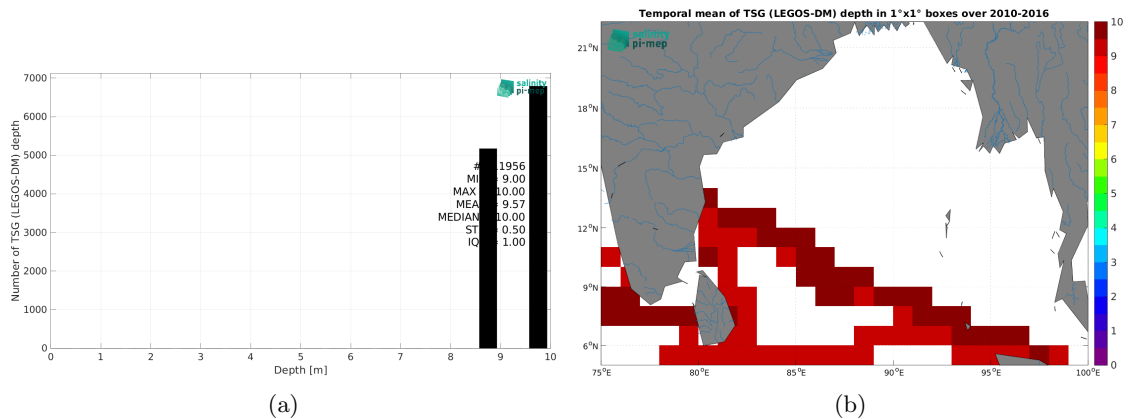 7000
6000
5000
4000
3000
2000
1000
0
Number of TSG (LEGOS-DM) depth
salinity
pi-mep
9.00
MAX 10.00
9.57
MEDIAN 10.00
0.50
1.00
0 1 2 3 4 5 6 7 8 9 10
Depth [m]
(a)
Temporal mean of TSG (LEGOS-DM) depth in 1°x1° boxes over 2010-2016
salinity
pi-mep
21°N
18°N
15°N
12°N
9°N
6°N
75°E 80°E 85°E 90°E 95°E 100°E
10
9
8
7
6
5
4
3
2
1
0
(b)